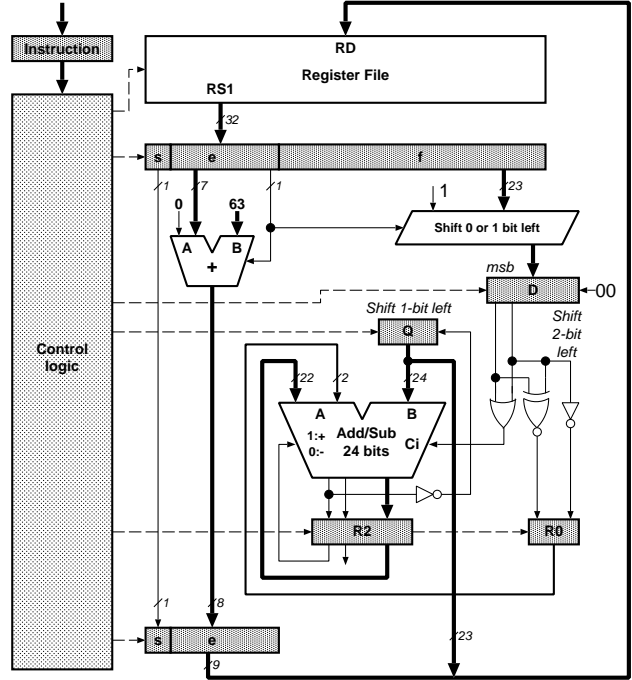 Instruction
RD
Register File
RS1
32
s
e
f
1
7
1
23
0
63
1
A
B
+
Shift 0 or 1 bit left
msb
D
00
Shift 1-bit left
Shift
2-bit
left
Q
Control
logic
22
2
24
A
B
1:+
0:-
Add/Sub
24 bits
Ci
R2
R0
1
8
23
s
e
9